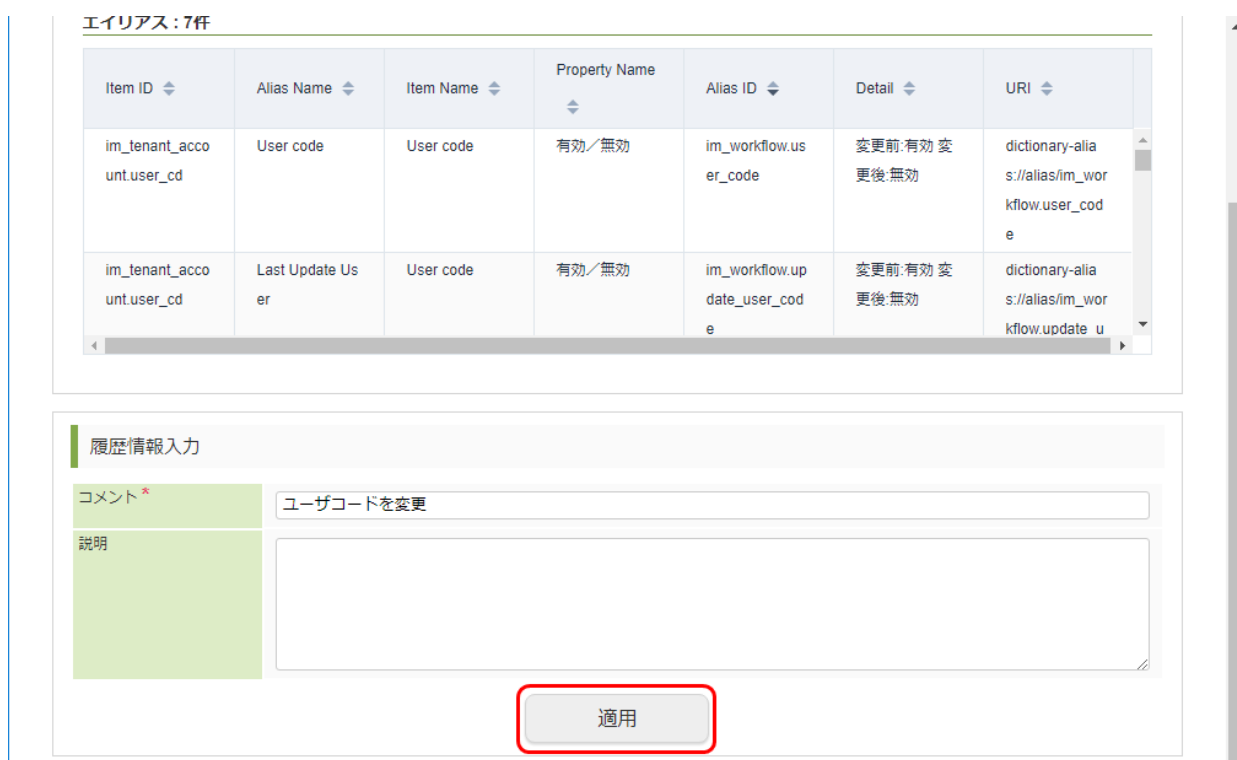 エイリアス : 7件
Item ID Alias Name Item Name Property Name Alias ID Detail URI
im_tenant_acco User code User code 有効／無効 im_workflow.us 変更前:有効 変 dictionary-alia
unt.user_cd er_code 更後:無効 s://alias/im_wor
kflow.user_cod
e
im_tenant_acco Last Update Us User code 有効／無効 im_workflow.up 変更前:有効 変 dictionary-alia
unt.user_cd er date_user_cod 更後:無効 s://alias/im_wor
e kflow.update_u
履歴情報入力
コメント * ユーザコードを変更
説明
適用